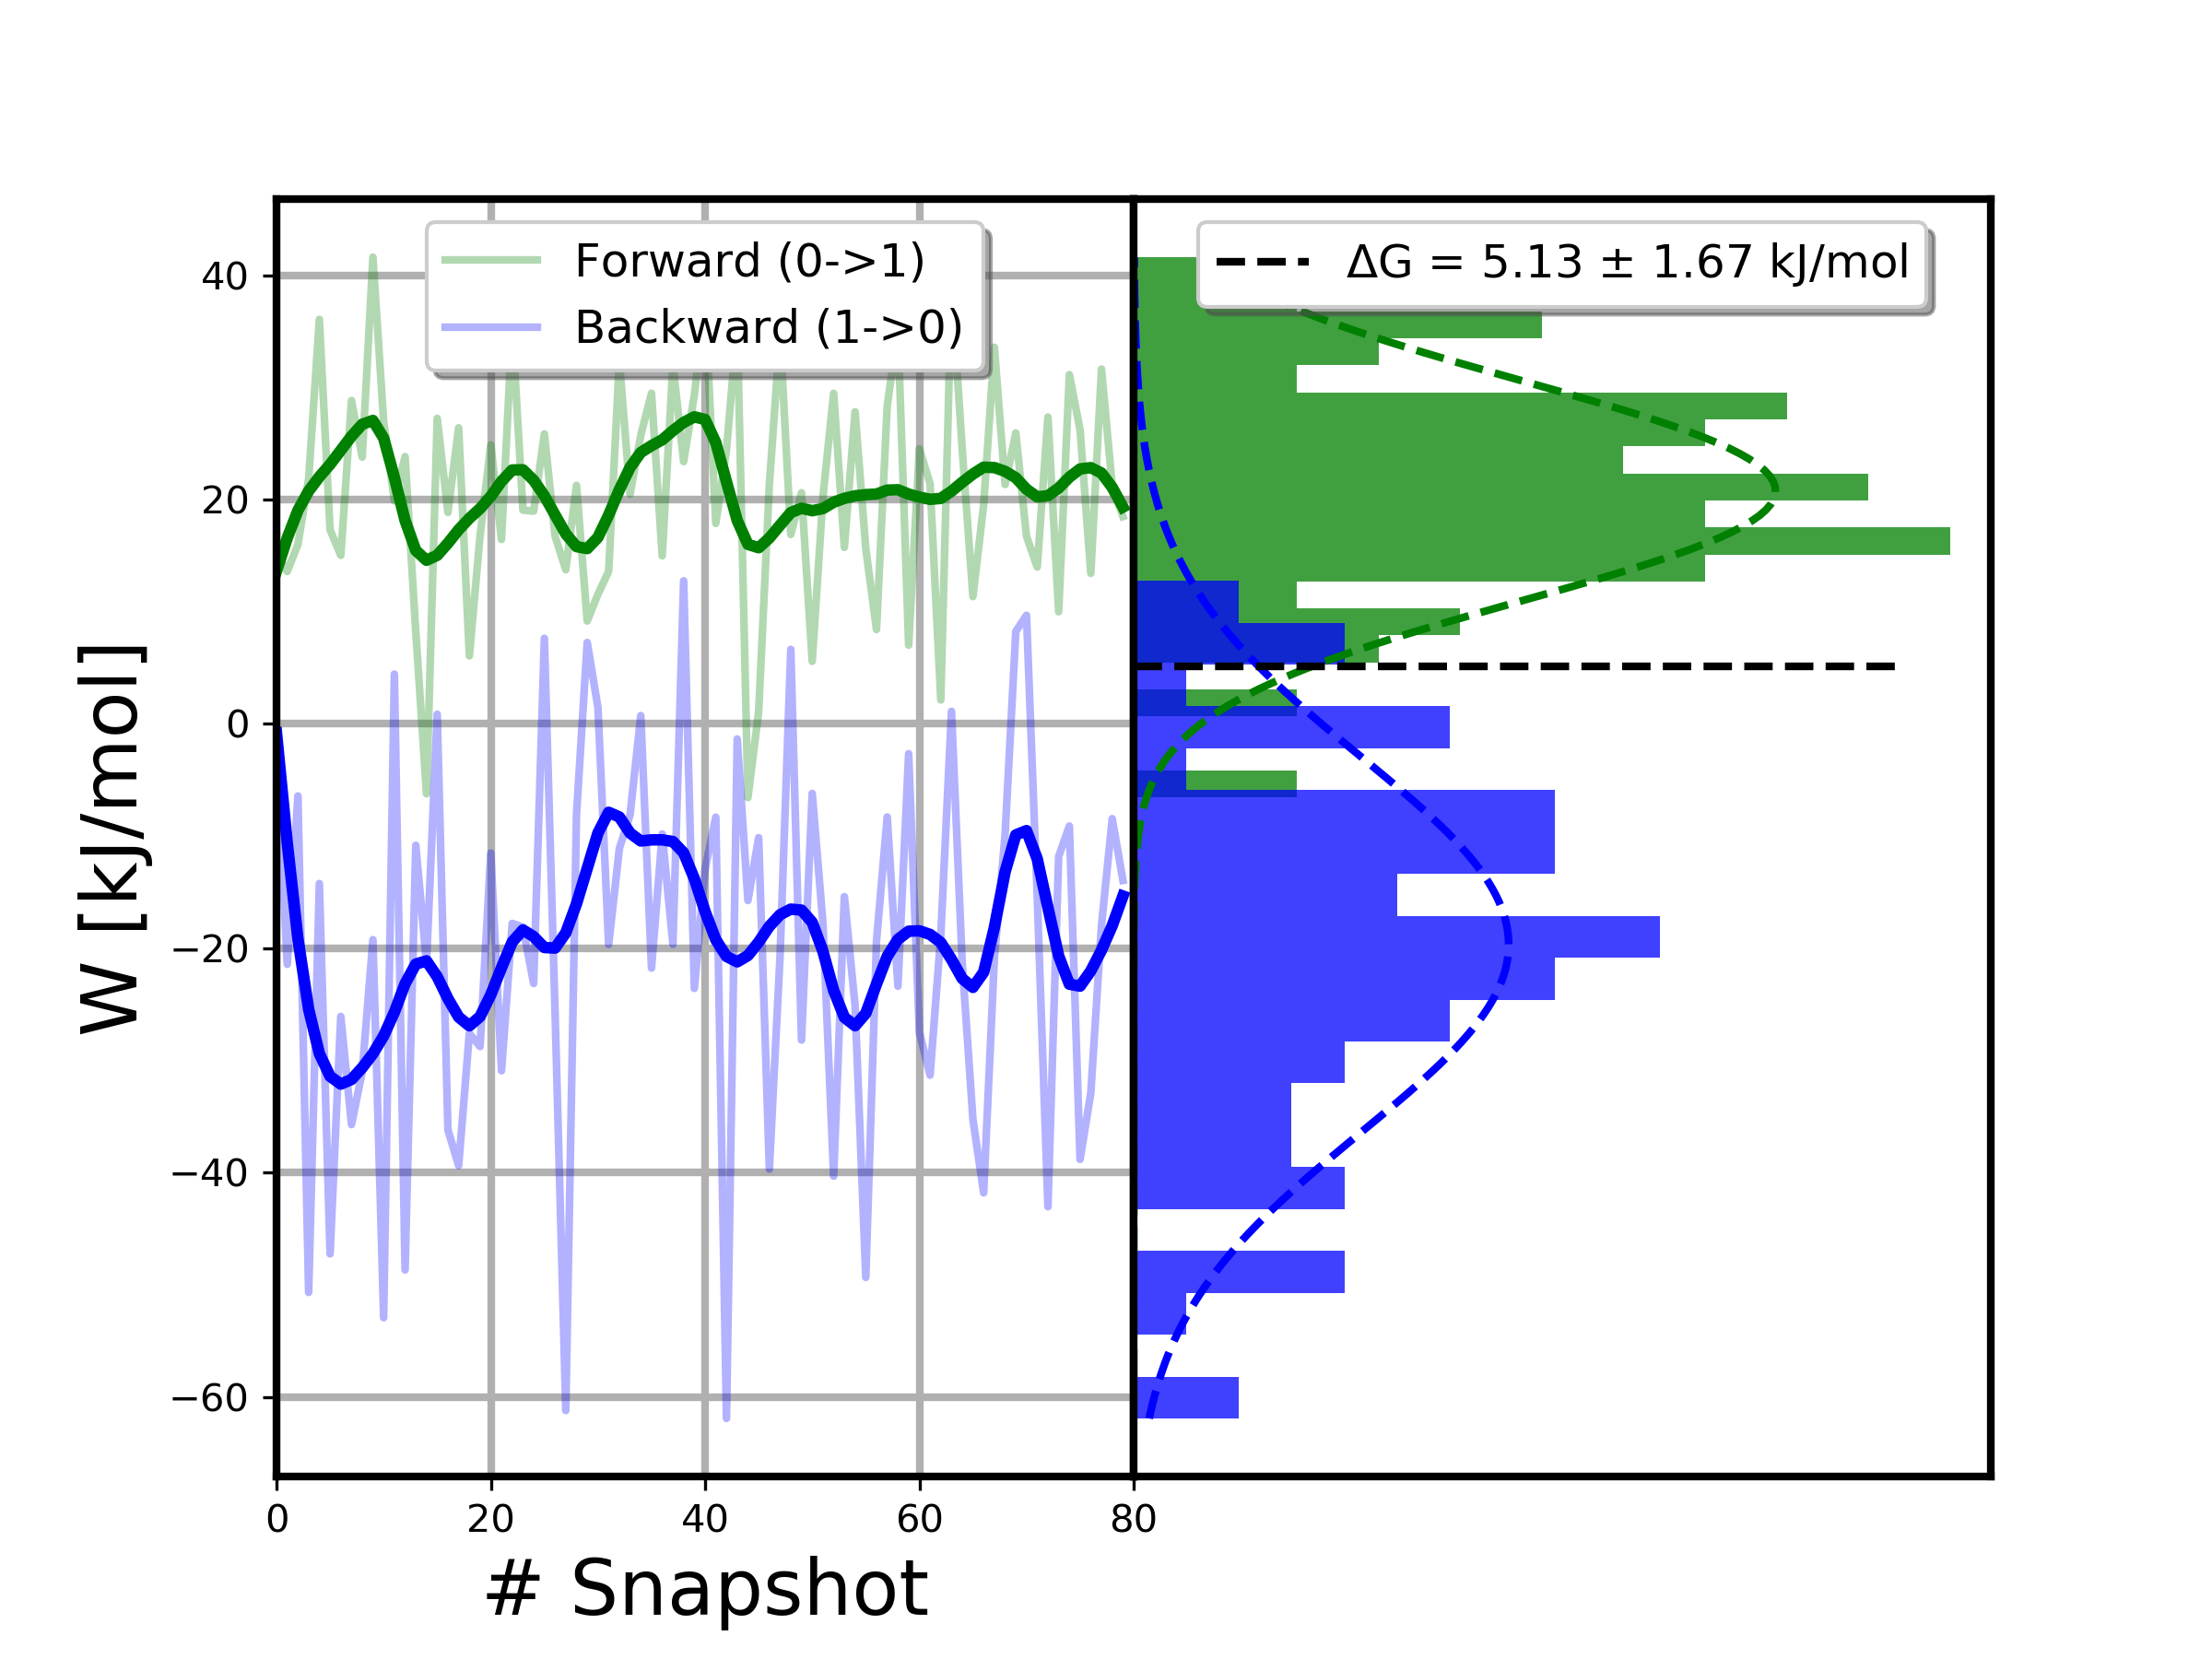 Forward (0->1)
Backward (1->0)
ΔG = 5.13 ± 1.67 kJ/mol
W [kJ/mol]
40
20
0
−20
−40
−60
0 20 40 60 80
# Snapshot